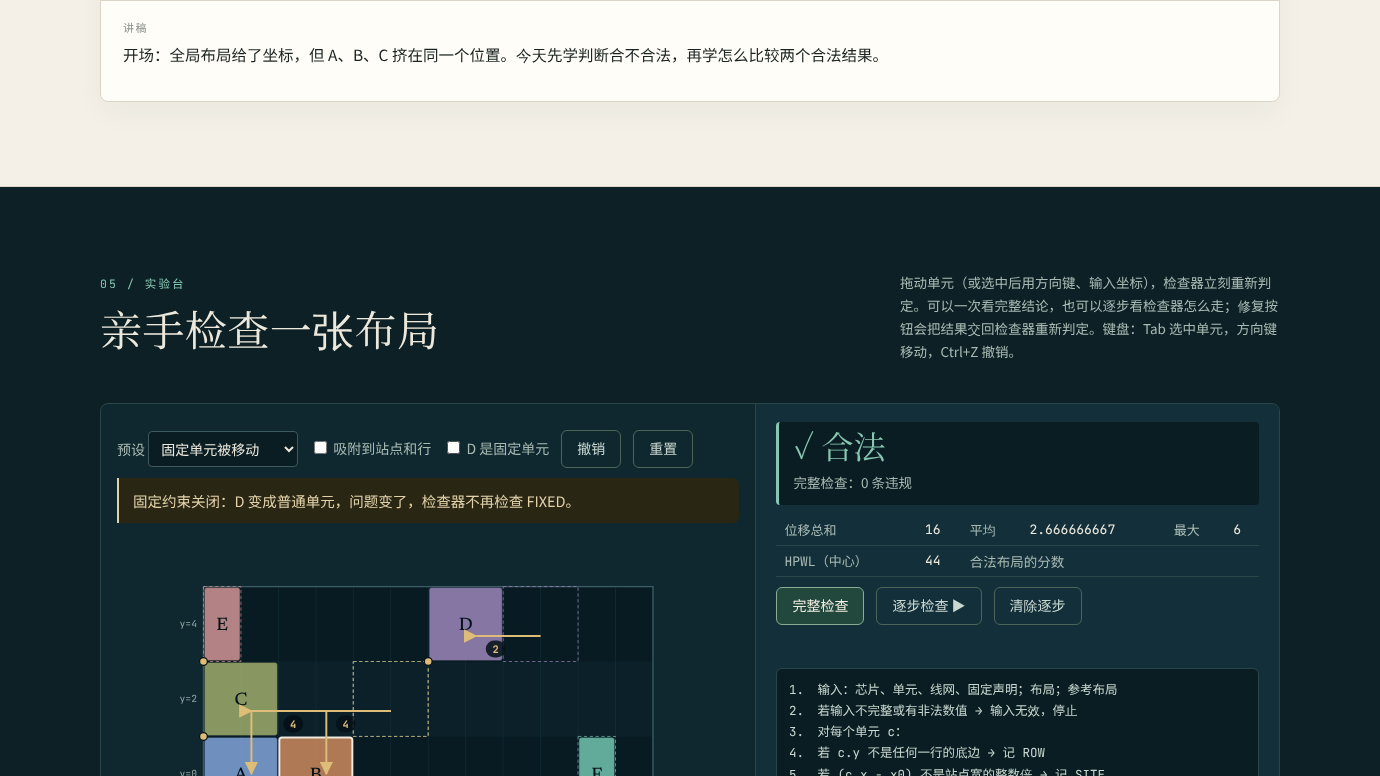 讲稿
开场：全局布局给了坐标，但 A、B、C 挤在同一个位置。今天先学判断合不合法，再学怎么比较两个合法结果。
05 / 实验台
亲手检查一张布局
拖动单元（或选中后用方向键、输入坐标），检查器立刻重新判
定。可以一次看完整结论，也可以逐步看检查器怎么走；修复按
钮会把结果交回检查器重新判定。键盘：Tab 选中单元，方向键
移动，Ctrl+Z 撤销。
预设 固定单元被移动 吸附到站点和行 D 是固定单元 撤销 重置
固定约束关闭：D 变成普通单元，问题变了，检查器不再检查 FIXED。
y=4 E D
2
y=2 C
4 4
y=0 A B F
√ 合法
完整检查：0 条违规
位移总和 16 平均 2.666666667 最大 6
HPWL（中心） 44 合法布局的分数
完整检查 逐步检查 ▶ 清除逐步
1. 输入：芯片、单元、线网、固定声明；布局；参考布局
2. 若输入不完整或有非法数值 → 输入无效，停止
3. 对每个单元 c：
4. 若 c.y 不是任何一行的底边 → 记 ROW
5. 若 (c.x - x0) 不是站点宽的整数倍 → 记 SITE